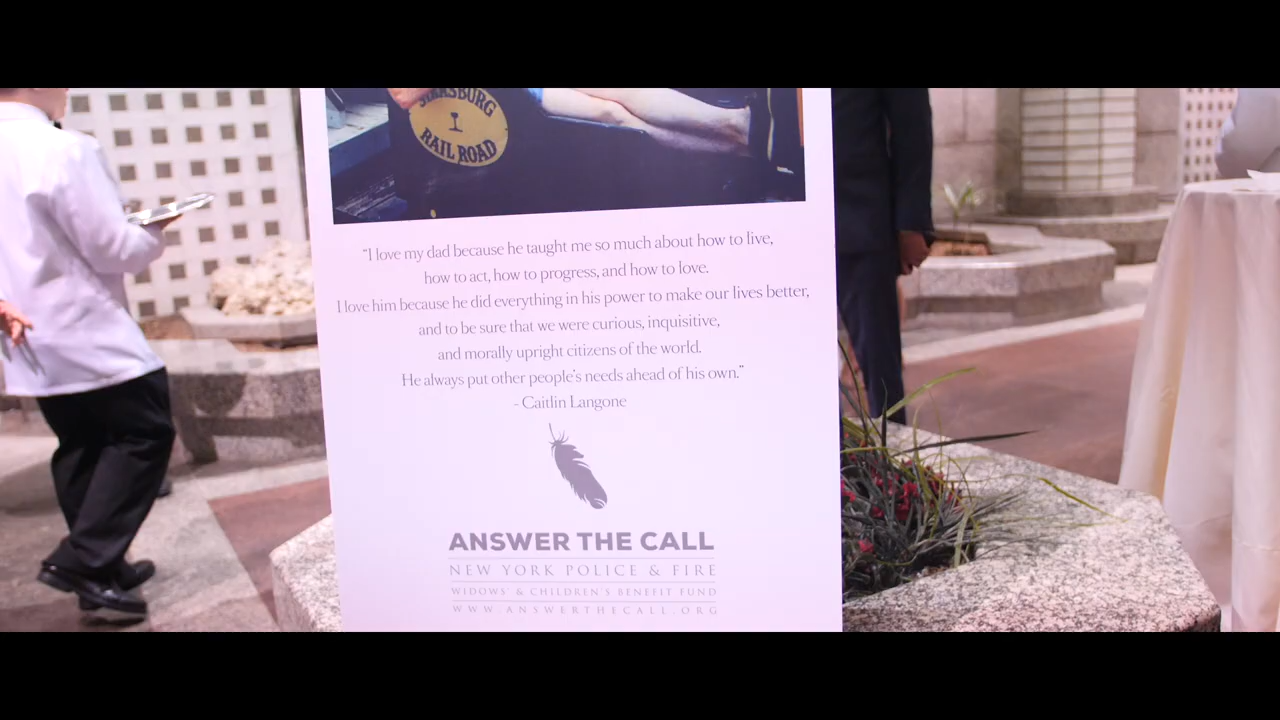 STRASBURG
RAIL ROAD
“I love my dad because he taught me so much about how to live,
how to act, how to progress, and how to love.
I love him because he did everything in his power to make our lives better,
and to be sure that we were curious, inquisitive,
and morally upright citizens of the world.
He always put other people’s needs ahead of his own.”
- Caitlin Langone
ANSWER THE CALL
NEW YORK POLICE & FIRE
WIDOWS’ & CHILDREN’S BENEFIT FUND
WWW.ANSWERTHECALL.ORG